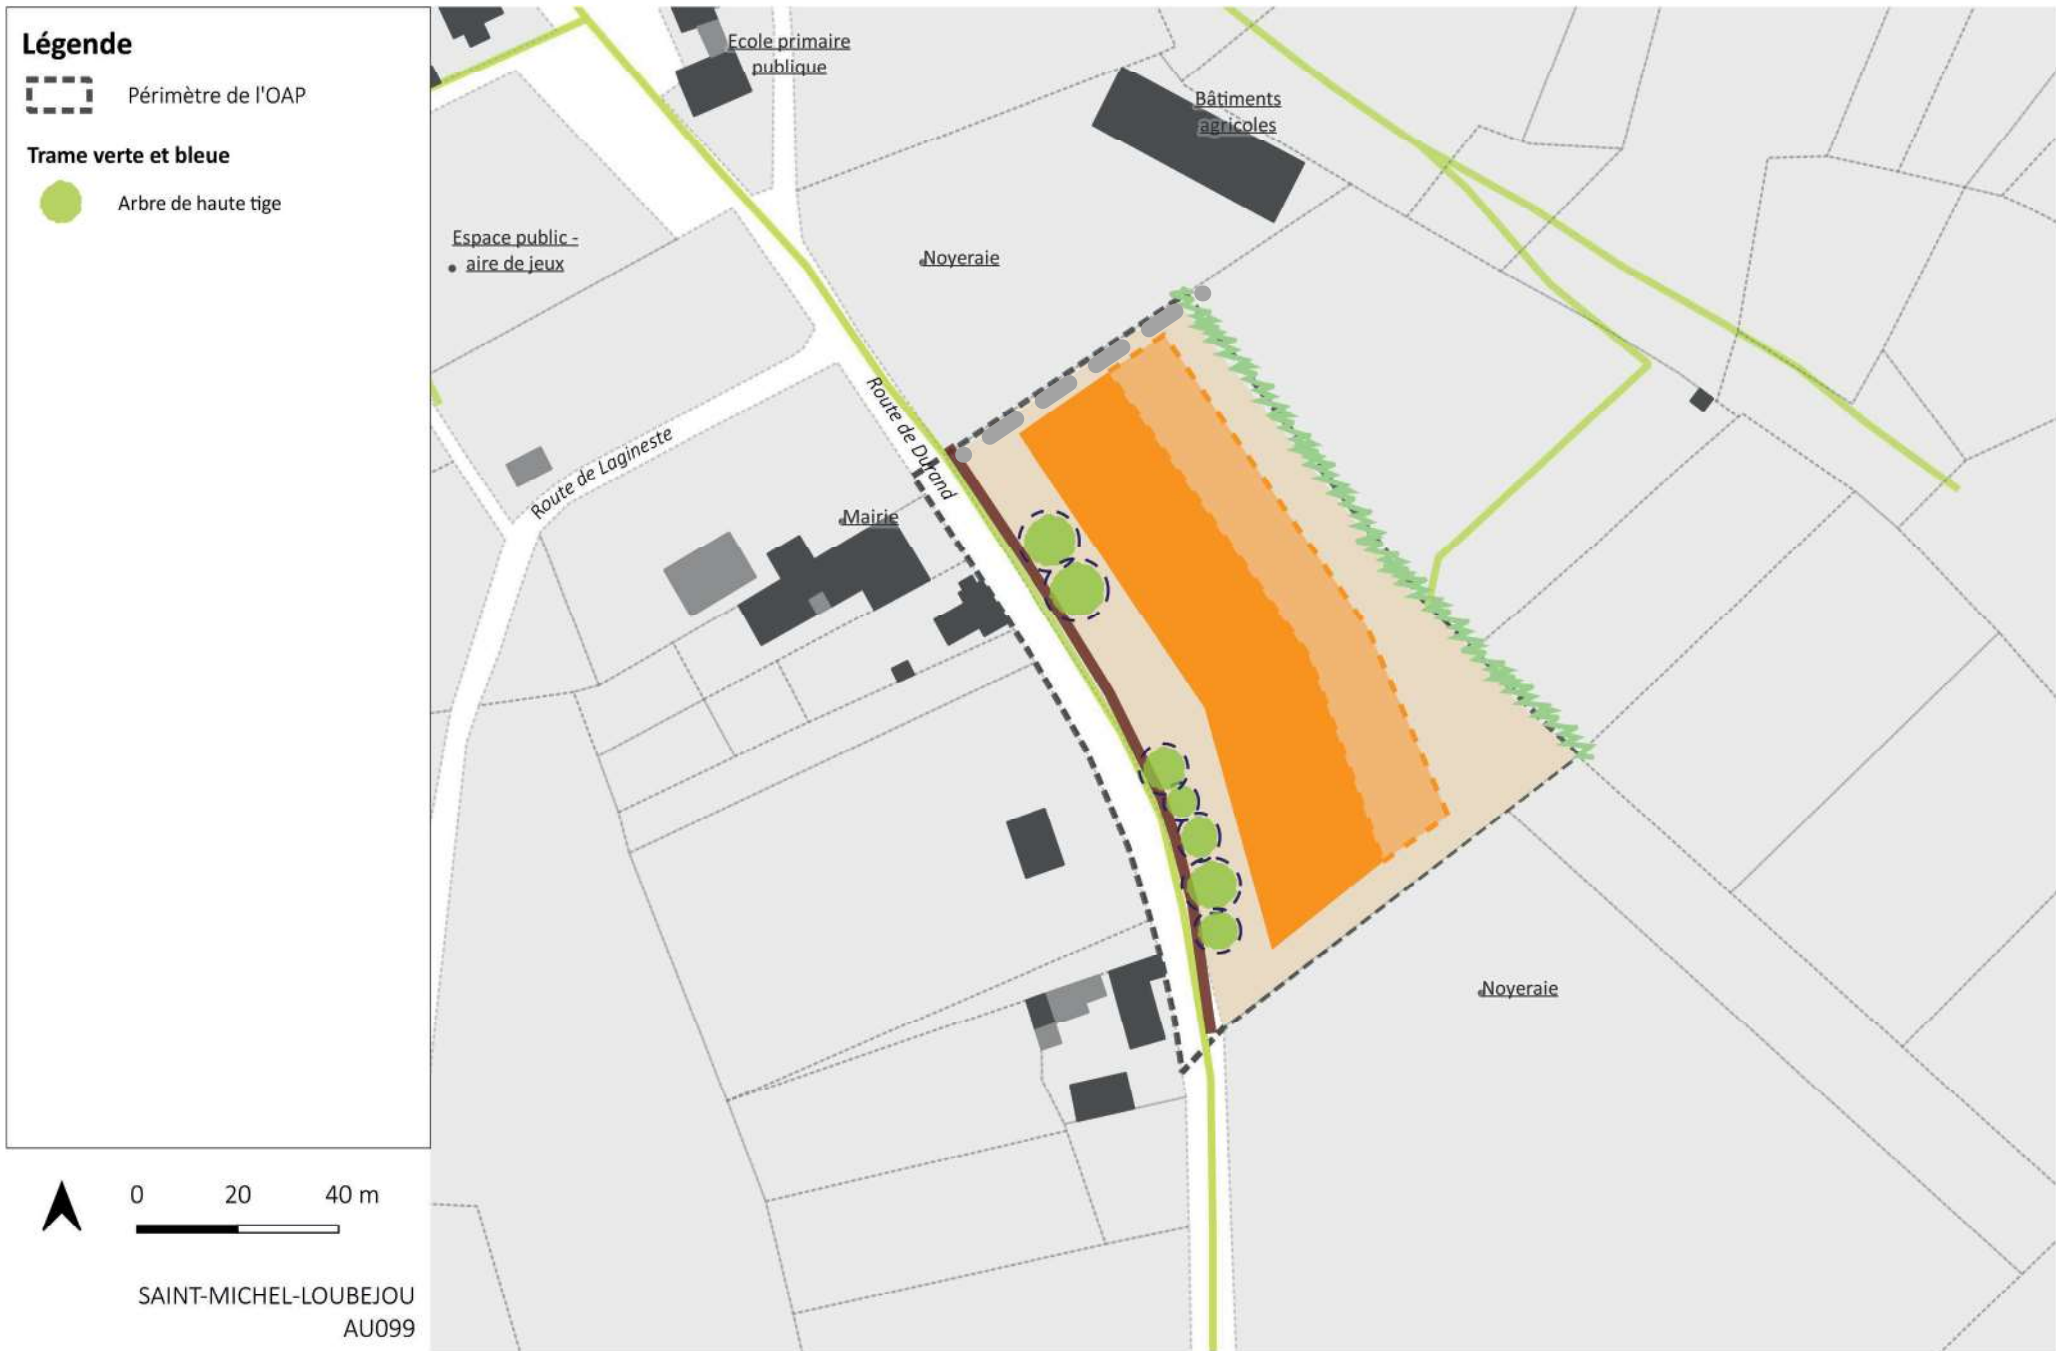 Légende
Périmètre de l'OAP
Trame verte et bleue
Arbre de haute tige
Ecole primaire
publique
Bâtiments
agricoles
Espace public -
aire de jeux
Noyeraie
Route de Durand
Route de Lagineste
Mairie
Noyeraie
0 20 40 m
SAINT-MICHEL-LOUBEJOU
AU099